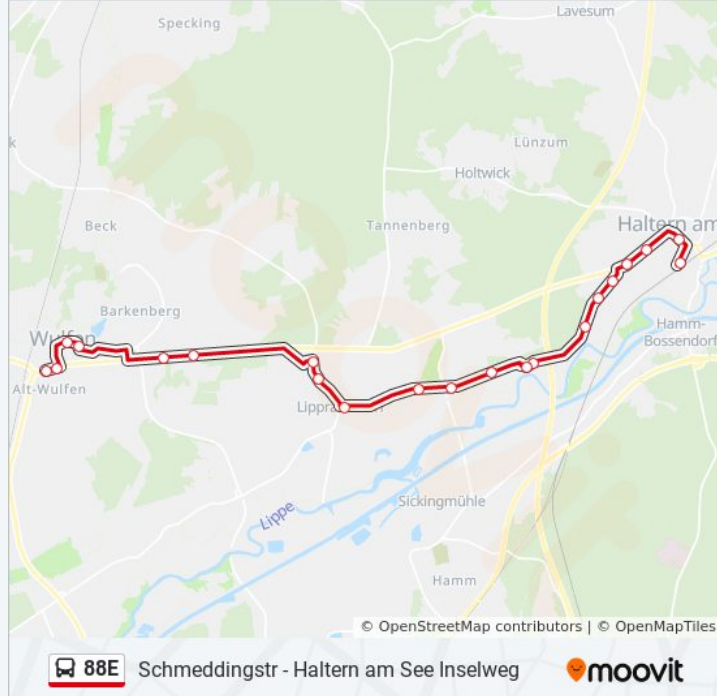 Lavesum
Specking
Lünzum
Holtwick
k
Beck
Tannenberg
Haltern am
Barkenberg
Wulfen
Hamm-
Bossendorf
Alt-Wulfen
Lippe
Sickingmühle
Hamm
© OpenStreetMap contributors | © OpenMapTiles
88E Schmeddingstr - Haltern am See Inselweg moovit